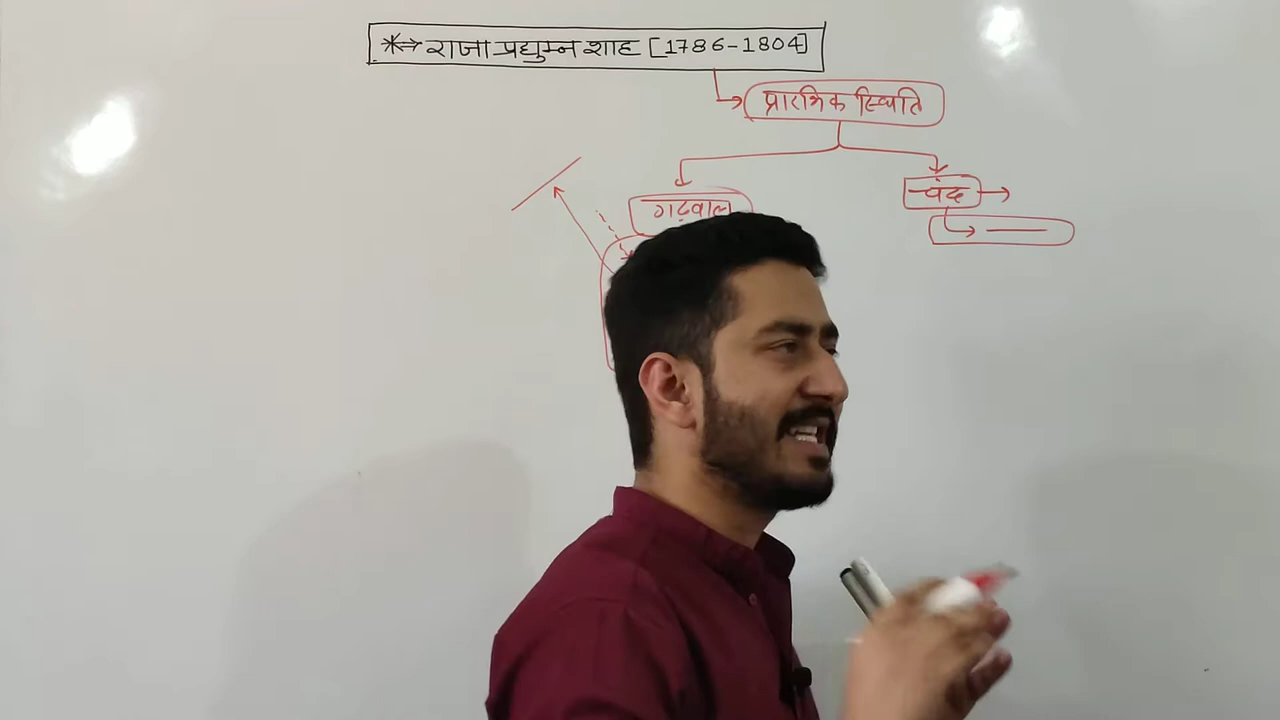 *→ राजा प्रद्युम्न शाह [1786-1804]
प्रारंभिक स्थिति
गढ़वाल
चंद